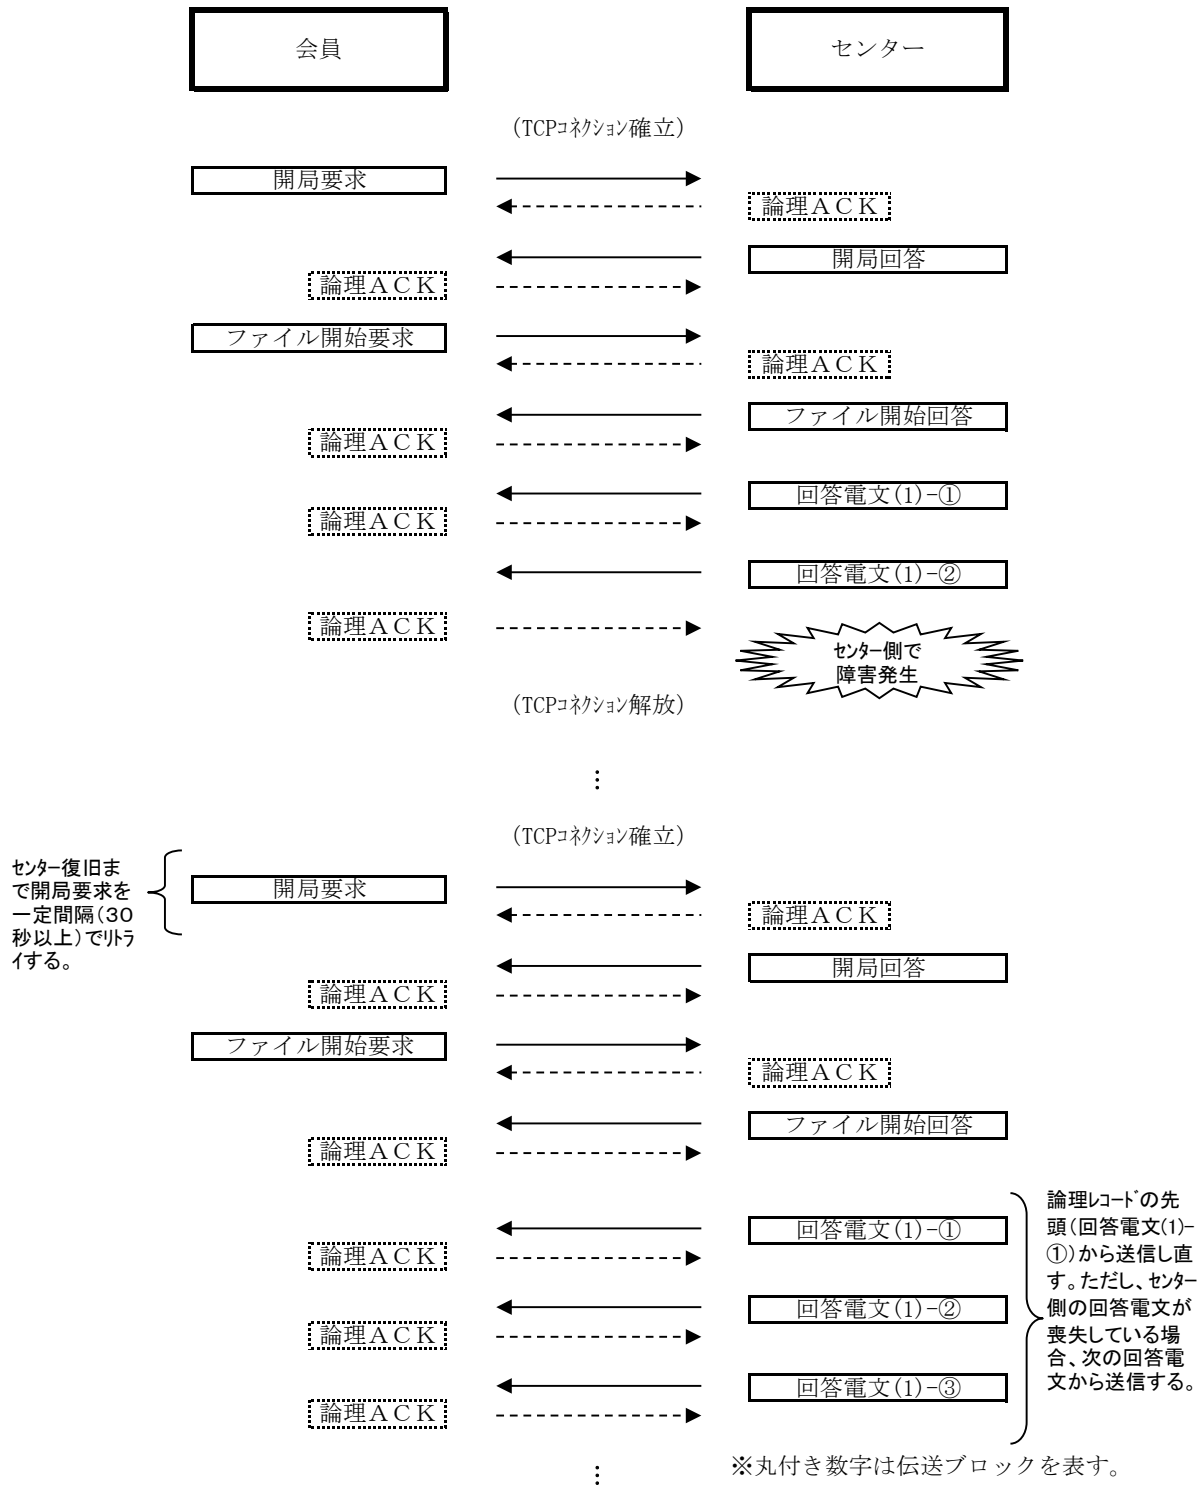 会員
センター
(TCPｺﾈｸｼｮﾝ確立)
開局要求
論理ＡＣＫ
開局回答
論理ＡＣＫ
ファイル開始要求
論理ＡＣＫ
ファイル開始回答
論理ＡＣＫ
回答電文(1)-①
論理ＡＣＫ
回答電文(1)-②
論理ＡＣＫ
ｾﾝﾀｰ側で
障害発生
(TCPｺﾈｸｼｮﾝ解放)
⋮
(TCPｺﾈｸｼｮﾝ確立)
ｾﾝﾀｰ復旧ま
で開局要求を
一定間隔(３０
秒以上)でﾘﾄﾗ
ｲする。
開局要求
論理ＡＣＫ
開局回答
論理ＡＣＫ
ファイル開始要求
論理ＡＣＫ
ファイル開始回答
論理ＡＣＫ
回答電文(1)-①
論理ＡＣＫ
回答電文(1)-②
論理ＡＣＫ
回答電文(1)-③
論理ＡＣＫ
論理ﾚｺｰﾄﾞの先
頭(回答電文(1)-
①)から送信し直
す。ただし、ｾﾝﾀｰ
側の回答電文が
喪失している場
合、次の回答電
文から送信する。
※丸付き数字は伝送ブロックを表す。
⋮